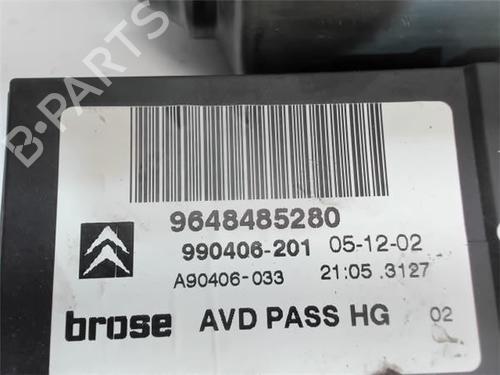 B-PARTS
9648485280
990406-201 05-12-02
A90406-033 21:05 .3127
brose AVD PASS HG 02